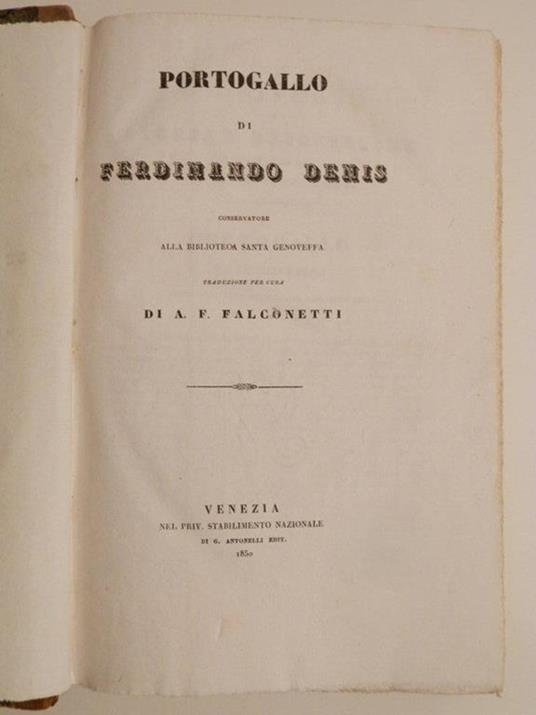 PORTOGALLO
DI
FERDINANDO DENIS
CONSERVATORE
ALLA BIBLIOTECA SANTA GENOVEFFA
TRADUZIONE PER CURA
DI A. F. FALCONETTI
VENEZIA
NEL PRIV. STABILIMENTO NAZIONALE
DI G. ANTONELLI EDIT.
1850